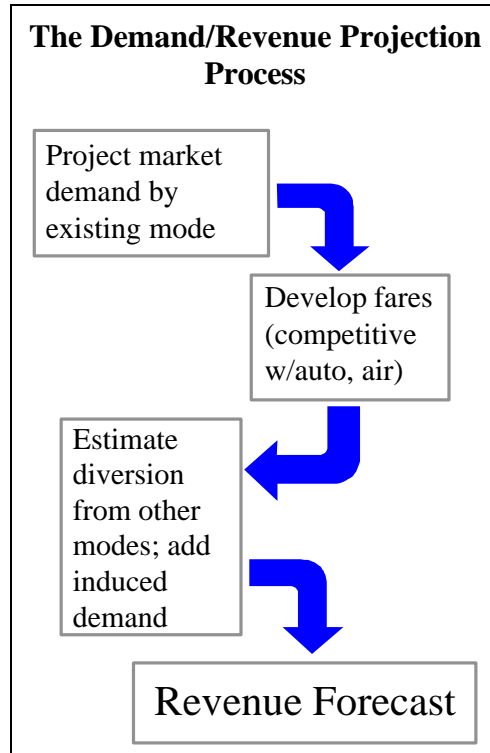 The Demand/Revenue Projection
Process
Project market
demand by
existing mode
Develop fares
(competitive
w/auto, air)
Estimate
diversion
from other
modes; add
induced
demand
Revenue Forecast